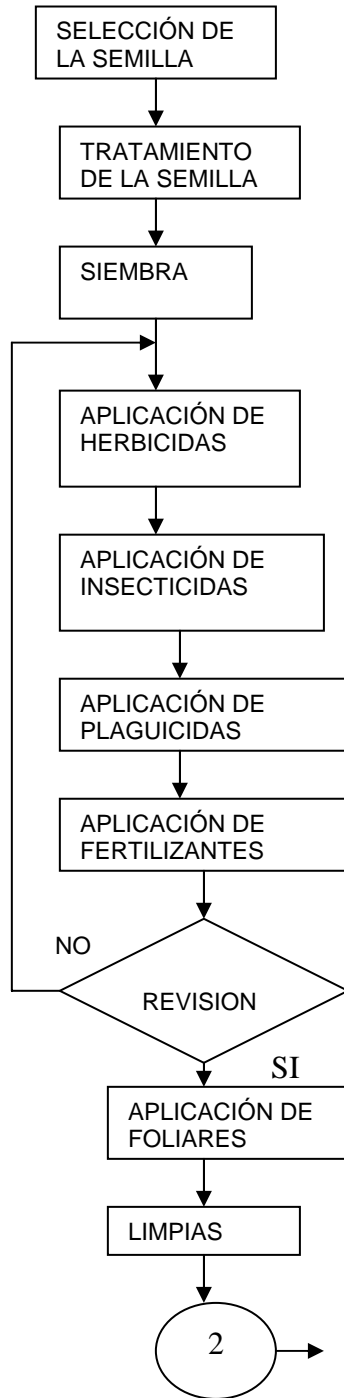 SELECCIÓN DE
LA SEMILLA
TRATAMIENTO
DE LA SEMILLA
SIEMBRA
APLICACIÓN DE
HERBICIDAS
APLICACIÓN DE
INSECTICIDAS
APLICACIÓN DE
PLAGUICIDAS
APLICACIÓN DE
FERTILIZANTES
NO
REVISION
SI
APLICACIÓN DE
FOLIARES
LIMPIAS
2